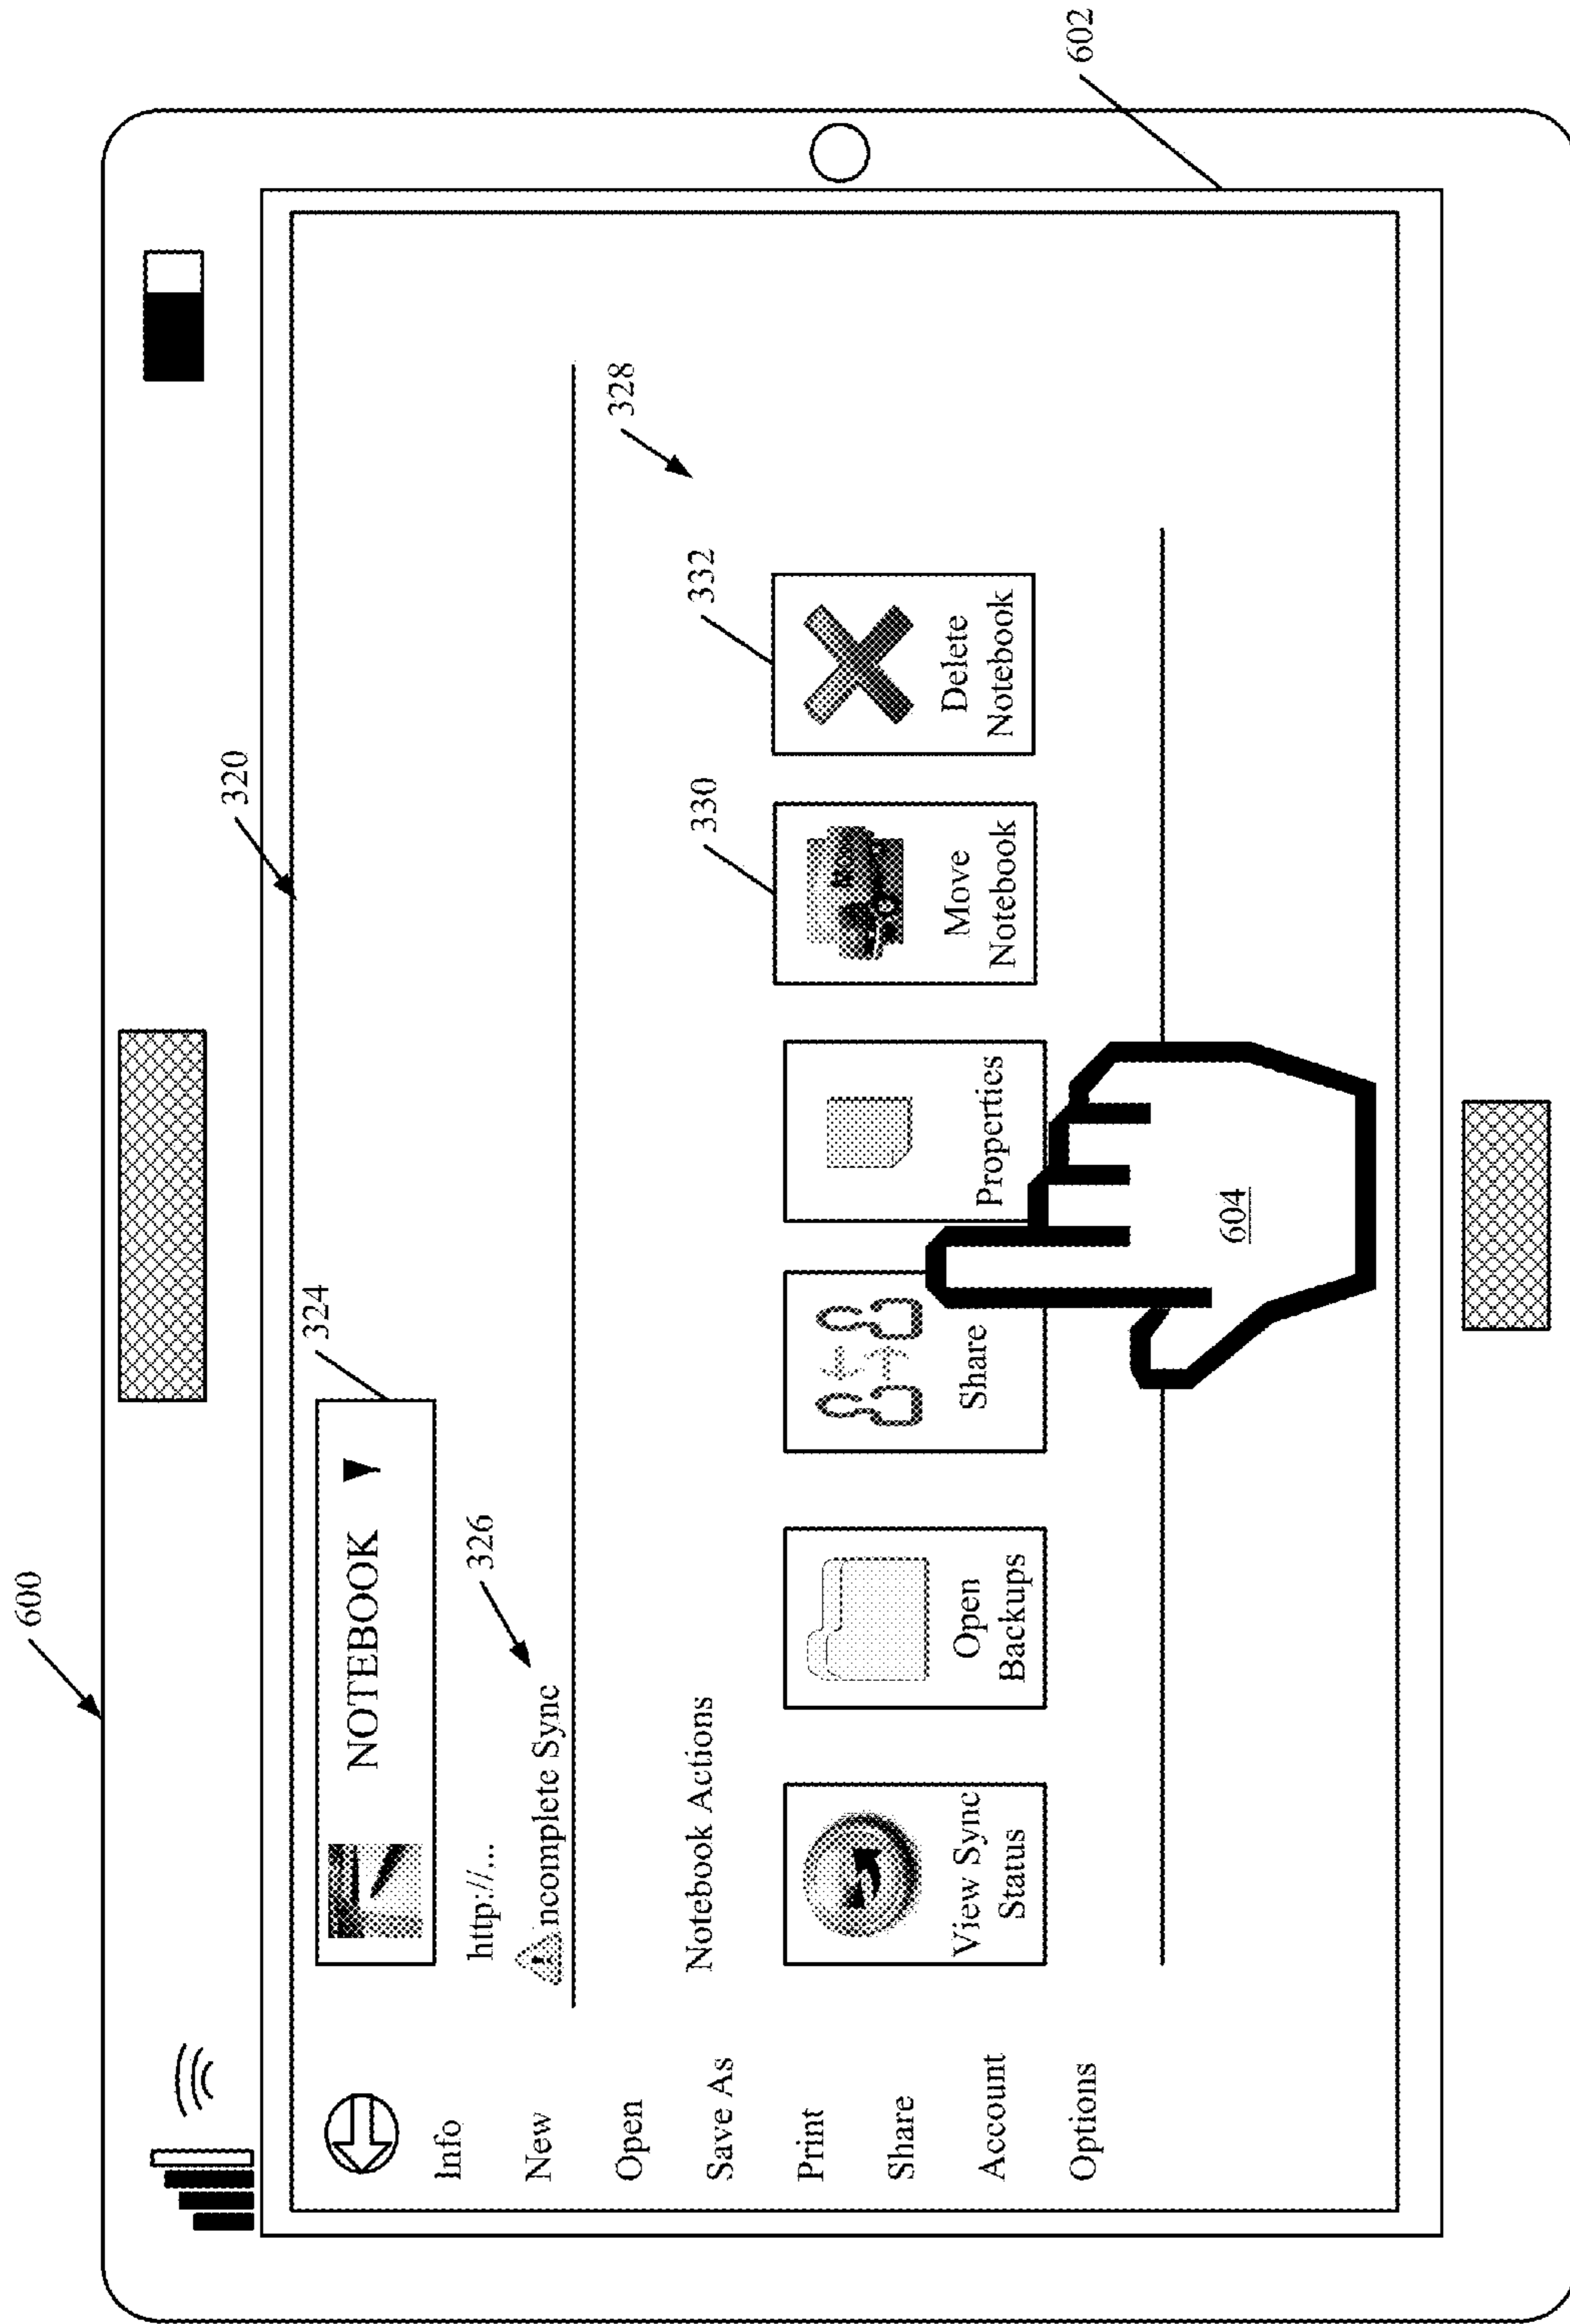 600
320
324
NOTEBOOK
http://...
ncomplete Sync
326
328
Notebook Actions
330
332
View Sync
Status
Open
Backups
Share
Properties
Move
Notebook
Delete
Notebook
Info
New
Open
Save As
Print
Share
Account
Options
604
602